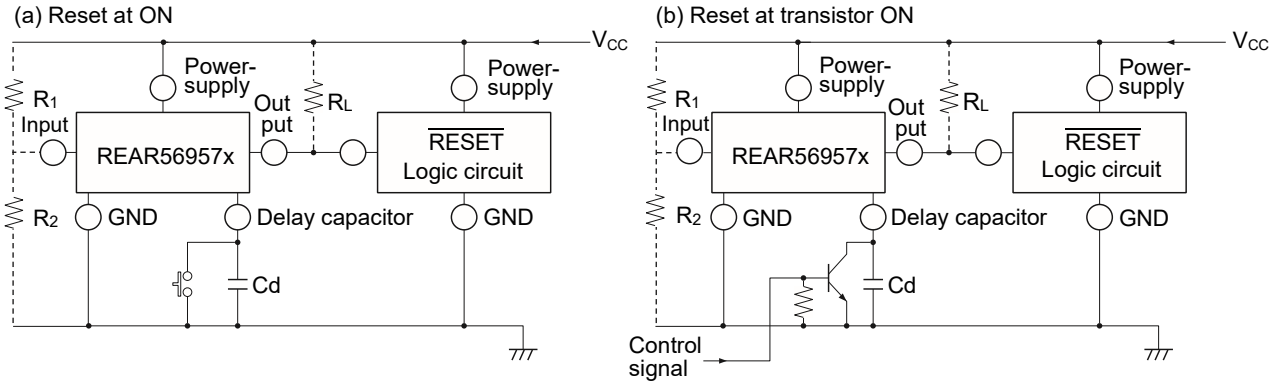 (a) Reset at ON
VCC
Power-
supply
Power-
supply
R1
Input
Out
put
RL
REAR56957x
RESET
Logic circuit
R2
GND
Delay capacitor
GND
Cd
(b) Reset at transistor ON
VCC
Power-
supply
Power-
supply
R1
Input
Out
put
RL
REAR56957x
RESET
Logic circuit
R2
GND
Delay capacitor
GND
Cd
Control
signal